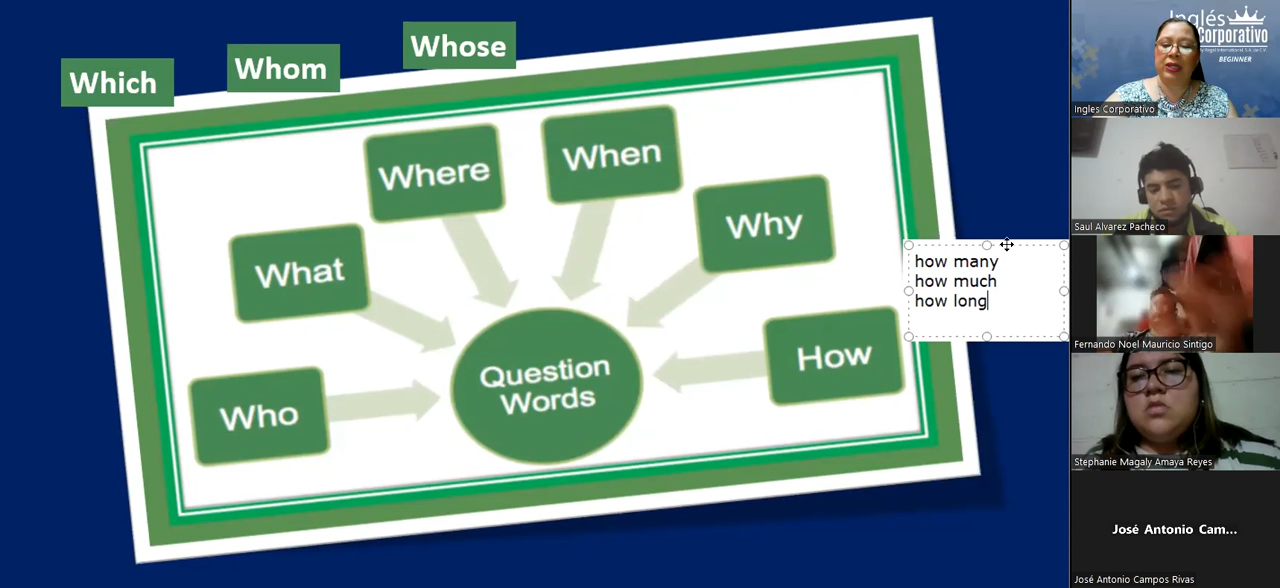 Which
Whom
Whose
Where
When
What
Why
Who
How
Question
Words
how many
how much
how long
Inglés
Corporativo
BEGINNER
Ingles Corporativo
Saul Alvarez Pacheco
Fernando Noel Mauricio Sintigo
Stephanie Magaly Amaya Reyes
José Antonio Cam...
José Antonio Campos Rivas